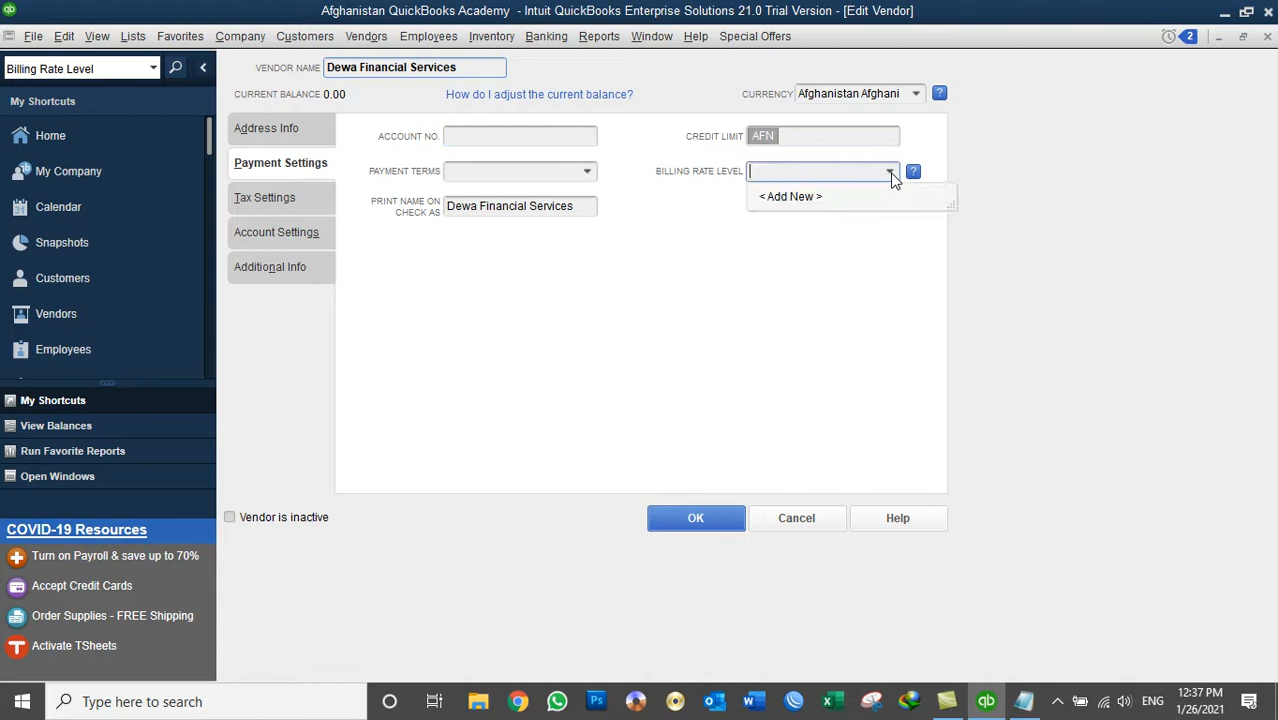 Afghanistan QuickBooks Academy - Intuit QuickBooks Enterprise Solutions 21.0 Trial Version - [Edit Vendor]
File Edit View Lists Favorites Company Customers Vendors Employees Inventory Banking Reports Window Help Special Offers 2
Billing Rate Level
My Shortcuts
Home
My Company
Calendar
Snapshots
Customers
Vendors
Employees
My Shortcuts
View Balances
Run Favorite Reports
Open Windows
COVID-19 Resources
Turn on Payroll & save up to 70%
Accept Credit Cards
Order Supplies - FREE Shipping
Activate TSheets
VENDOR NAME Dewa Financial Services
CURRENT BALANCE 0.00 How do I adjust the current balance? CURRENCY Afghanistan Afghani ?
Address Info
Payment Settings
Tax Settings
Account Settings
Additional Info
ACCOUNT NO. CREDIT LIMIT AFN
PAYMENT TERMS BILLING RATE LEVEL ?
< Add New >
PRINT NAME ON
CHECK AS
Dewa Financial Services
Vendor is inactive
OK Cancel Help
Type here to search
ENG
12:37 PM
1/26/2021